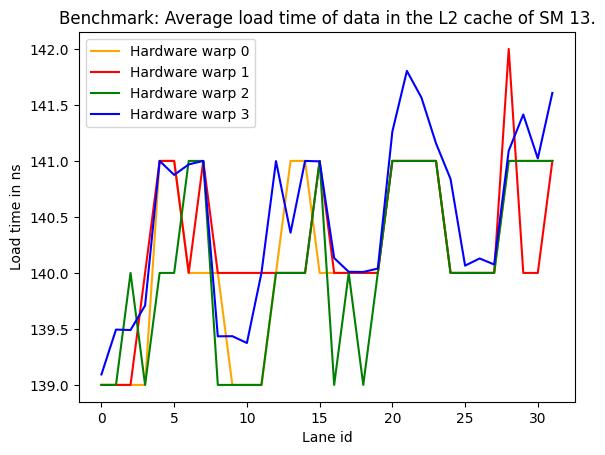 Benchmark: Average load time of data in the L2 cache of SM 13.
142.0
141.5
141.0
140.5
140.0
139.5
139.0
Load time in ns
Hardware warp 0
Hardware warp 1
Hardware warp 2
Hardware warp 3
0 5 10 15 20 25 30
Lane id